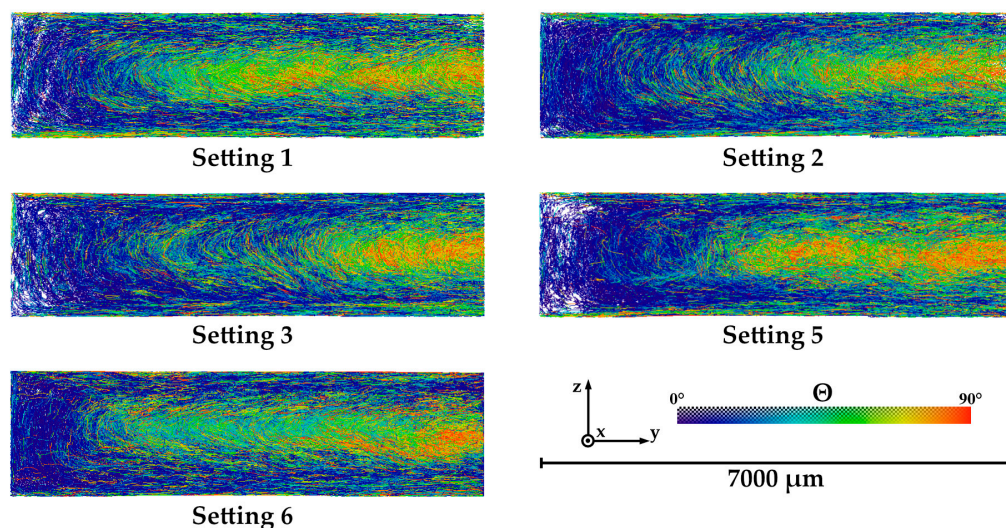 Setting 1
Setting 2
Setting 3
Setting 5
Setting 6
z
x
y
0°
Θ
90°
7000 µm